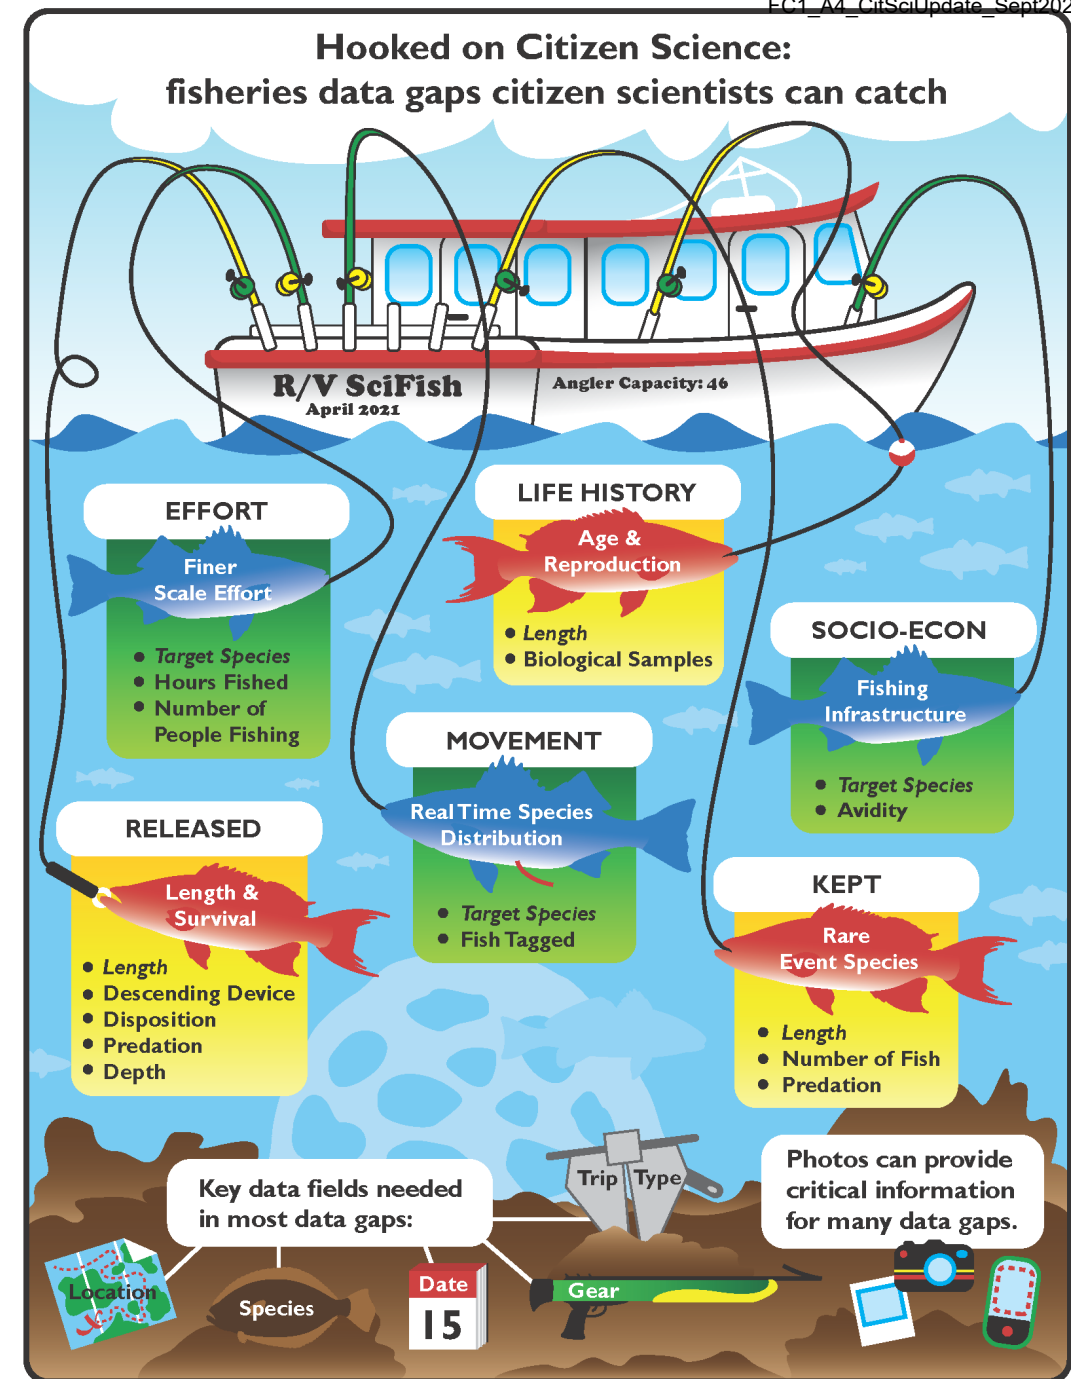 FC1_A4_CitSciUpdate_Sept202
Hooked on Citizen Science:
fisheries data gaps citizen scientists can catch
R/V SciFish
April 2021
Angler Capacity: 46
EFFORT
Finer
Scale Effort
• Target Species
• Hours Fished
• Number of
People Fishing
LIFE HISTORY
Age &
Reproduction
• Length
• Biological Samples
SOCIO-ECON
Fishing
Infrastructure
• Target Species
• Avidity
MOVEMENT
Real Time Species
Distribution
• Target Species
• Fish Tagged
RELEASED
Length &
Survival
• Length
• Descending Device
• Disposition
• Predation
• Depth
KEPT
Rare
Event Species
• Length
• Number of Fish
• Predation
Key data fields needed
in most data gaps:
Location
Species
Date
15
Trip Type
Gear
Photos can provide
critical information
for many data gaps.